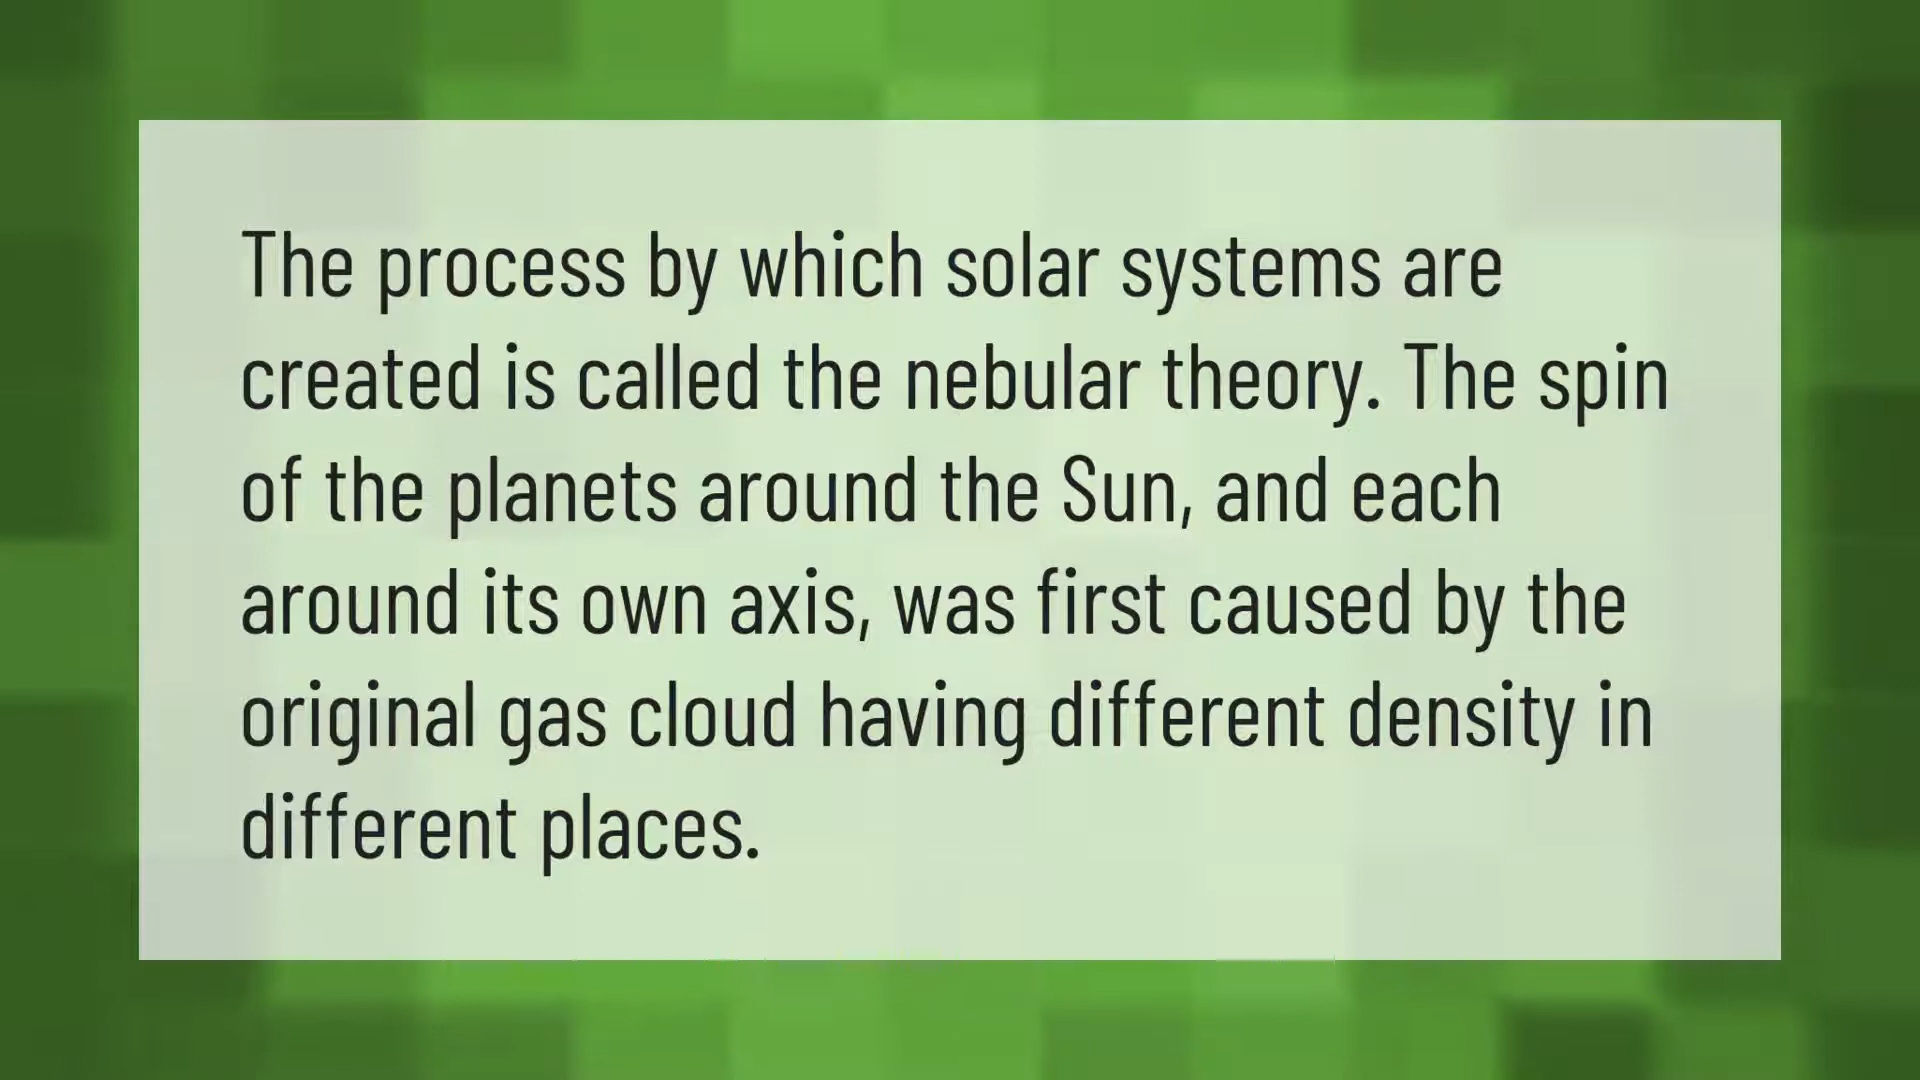 The process by which solar systems are
created is called the nebular theory. The spin
of the planets around the Sun, and each
around its own axis, was first caused by the
original gas cloud having different density in
different places.